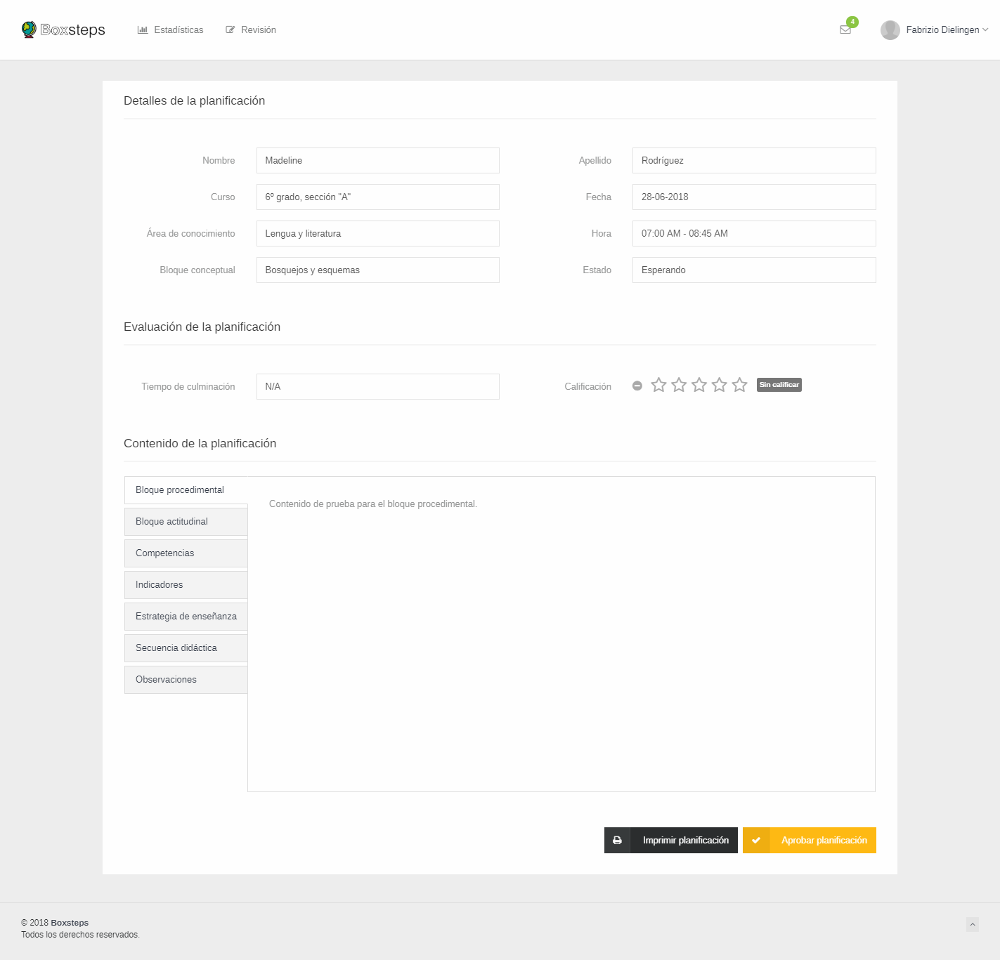 Boxsteps
Estadísticas
Revisión
4
Fabrizio Dielingen
Detalles de la planificación
Nombre
Madeline
Apellido
Rodríguez
Curso
6º grado, sección "A"
Fecha
28-06-2018
Área de conocimiento
Lengua y literatura
Hora
07:00 AM - 08:45 AM
Bloque conceptual
Bosquejos y esquemas
Estado
Esperando
Evaluación de la planificación
Tiempo de culminación
N/A
Calificación
Sin calificar
Contenido de la planificación
Bloque procedimental
Contenido de prueba para el bloque procedimental.
Bloque actitudinal
Competencias
Indicadores
Estrategia de enseñanza
Secuencia didáctica
Observaciones
Imprimir planificación
Aprobar planificación
© 2018 Boxsteps
Todos los derechos reservados.